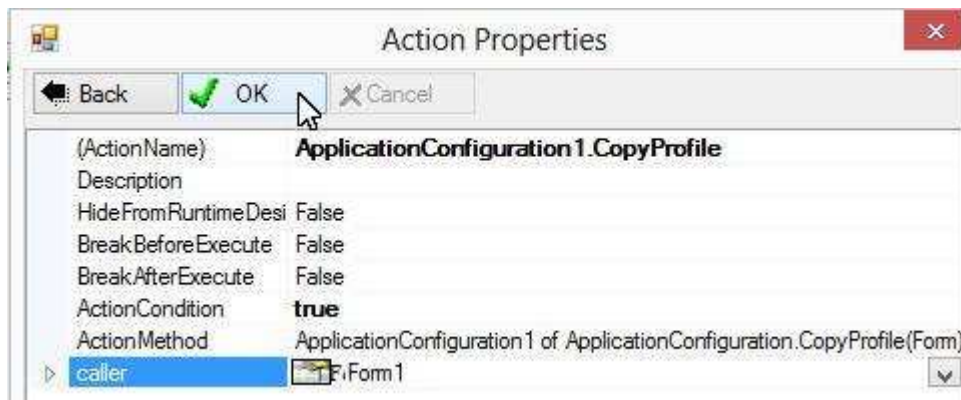 Action Properties
Back OK Cancel
(ActionName) ApplicationConfiguration1.CopyProfile
Description
HideFromRuntimeDesi False
BreakBeforeExecute False
BreakAfterExecute False
ActionCondition true
ActionMethod ApplicationConfiguration1 of ApplicationConfiguration.CopyProfile(Form)
caller Form1